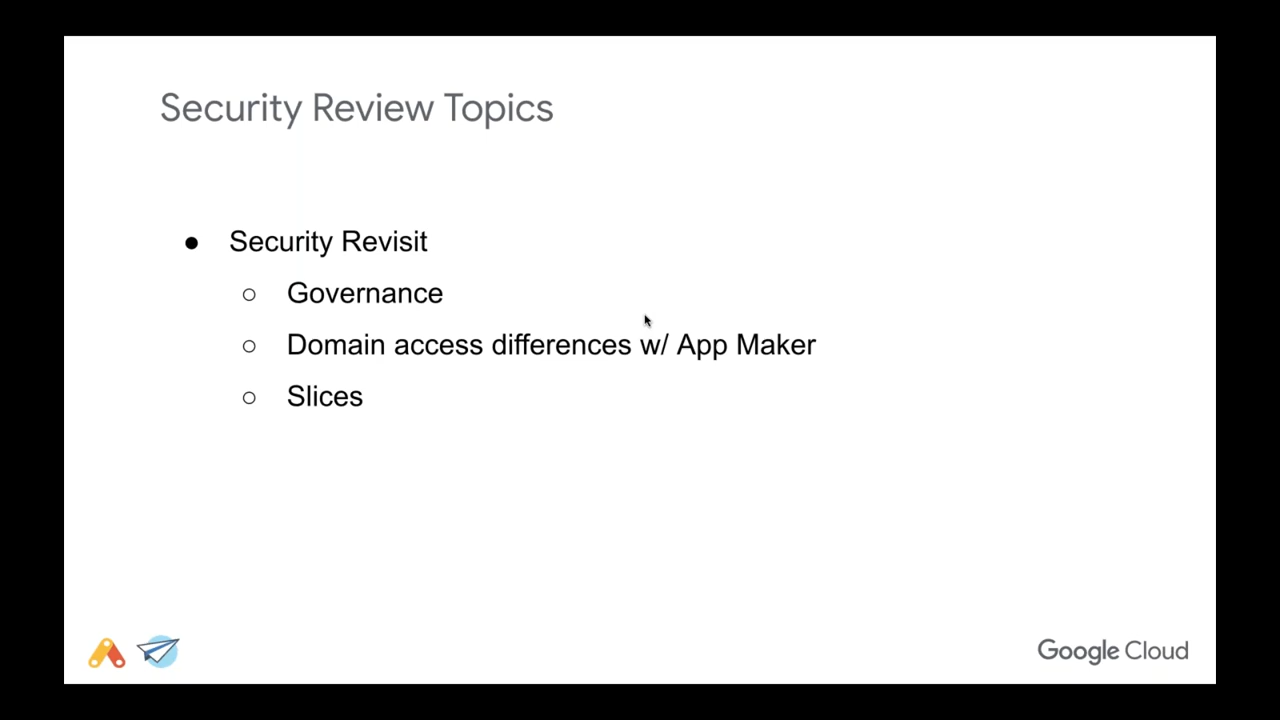 Security Review Topics
● Security Revisit
○ Governance
○ Domain access differences w/ App Maker
○ Slices
Google Cloud